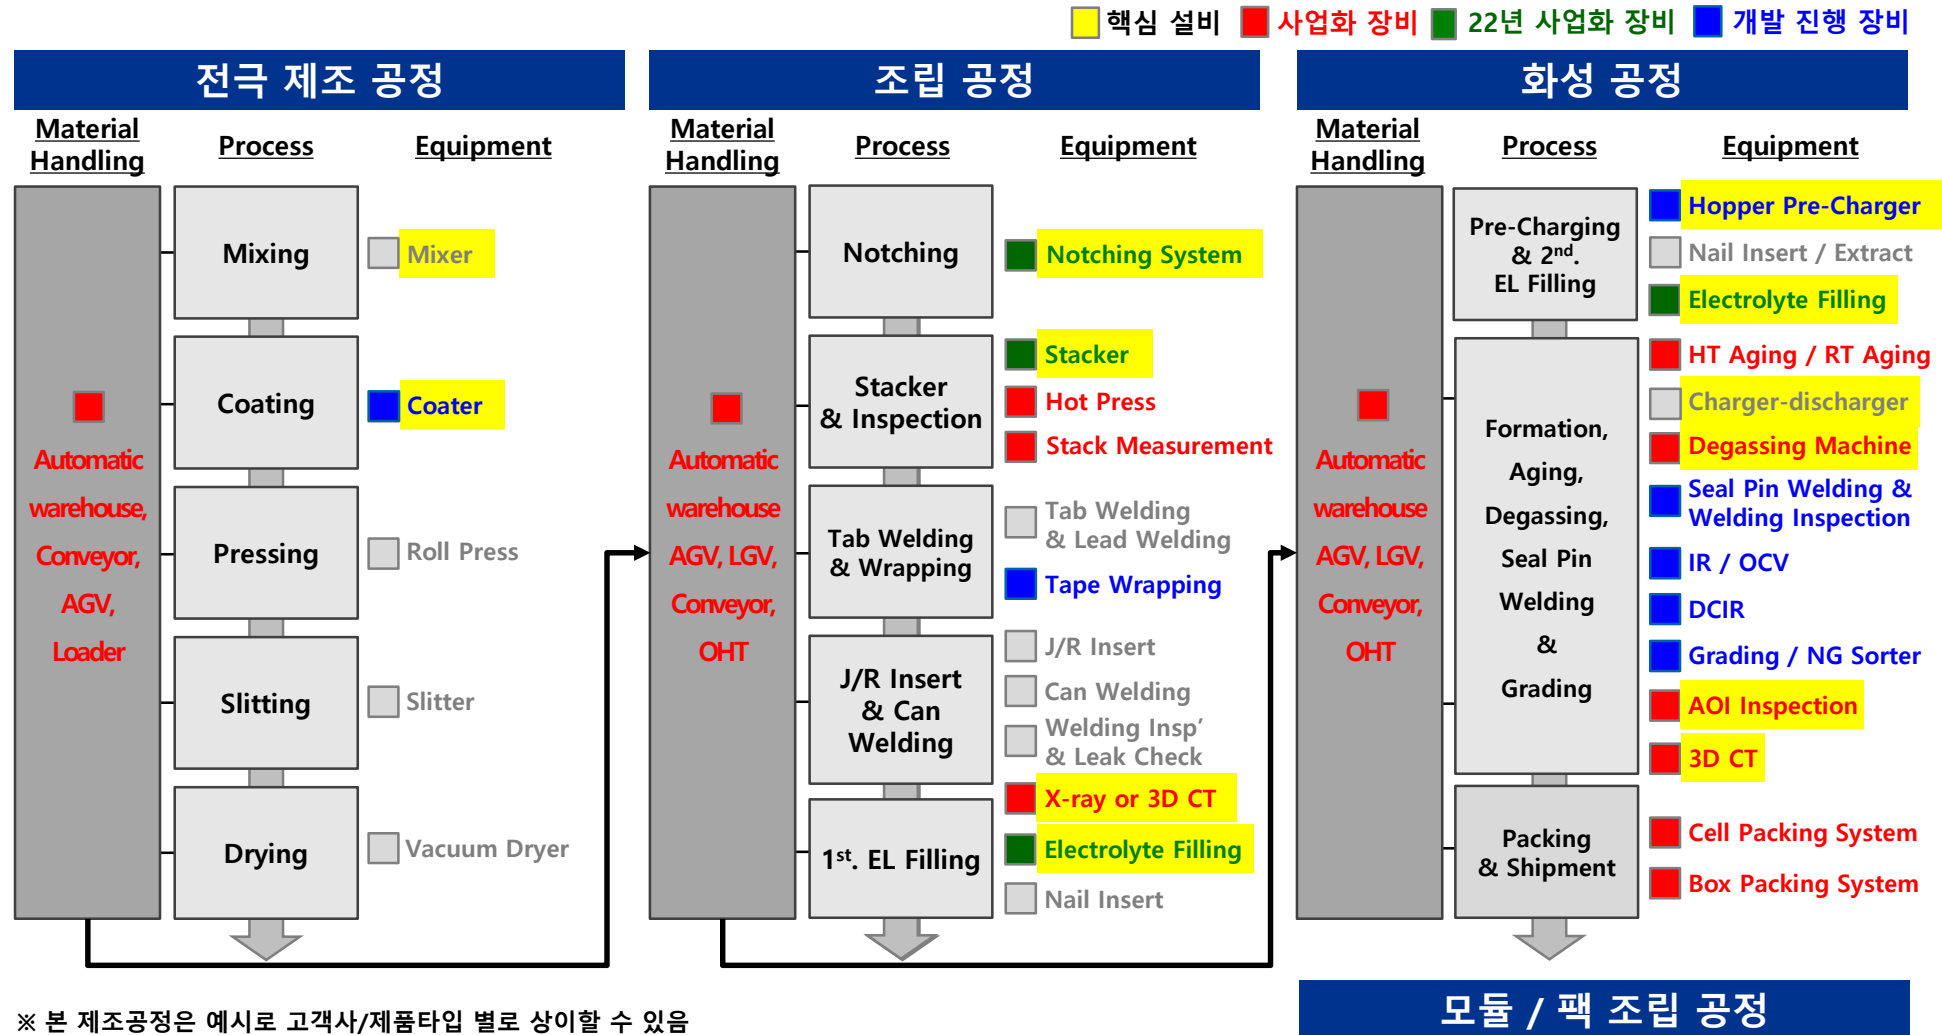 핵심 설비 사업화 장비 22년 사업화 장비 개발 진행 장비
전극 제조 공정
Material
Handling
Process
Equipment
Automatic
warehouse,
Conveyor,
AGV,
Loader
Mixing
Mixer
Coating
Coater
Pressing
Roll Press
Slitting
Slitter
Drying
Vacuum Dryer
조립 공정
Material
Handling
Process
Equipment
Automatic
warehouse
AGV, LGV,
Conveyor,
OHT
Notching
Notching System
Stacker
& Inspection
Stacker
Hot Press
Stack Measurement
Tab Welding
& Wrapping
Tab Welding
& Lead Welding
Tape Wrapping
J/R Insert
& Can
Welding
J/R Insert
Can Welding
Welding Insp’
& Leak Check
X-ray or 3D CT
1st. EL Filling
Electrolyte Filling
Nail Insert
화성 공정
Material
Handling
Process
Equipment
Automatic
warehouse
AGV, LGV,
Conveyor,
OHT
Pre-Charging
& 2nd.
EL Filling
Hopper Pre-Charger
Nail Insert / Extract
Electrolyte Filling
Formation,
Aging,
Degassing,
Seal Pin
Welding
&
Grading
HT Aging / RT Aging
Charger-discharger
Degassing Machine
Seal Pin Welding &
Welding Inspection
IR / OCV
DCIR
Grading / NG Sorter
AOI Inspection
3D CT
Packing
& Shipment
Cell Packing System
Box Packing System
모듈 / 팩 조립 공정
※ 본 제조공정은 예시로 고객사/제품타입 별로 상이할 수 있음